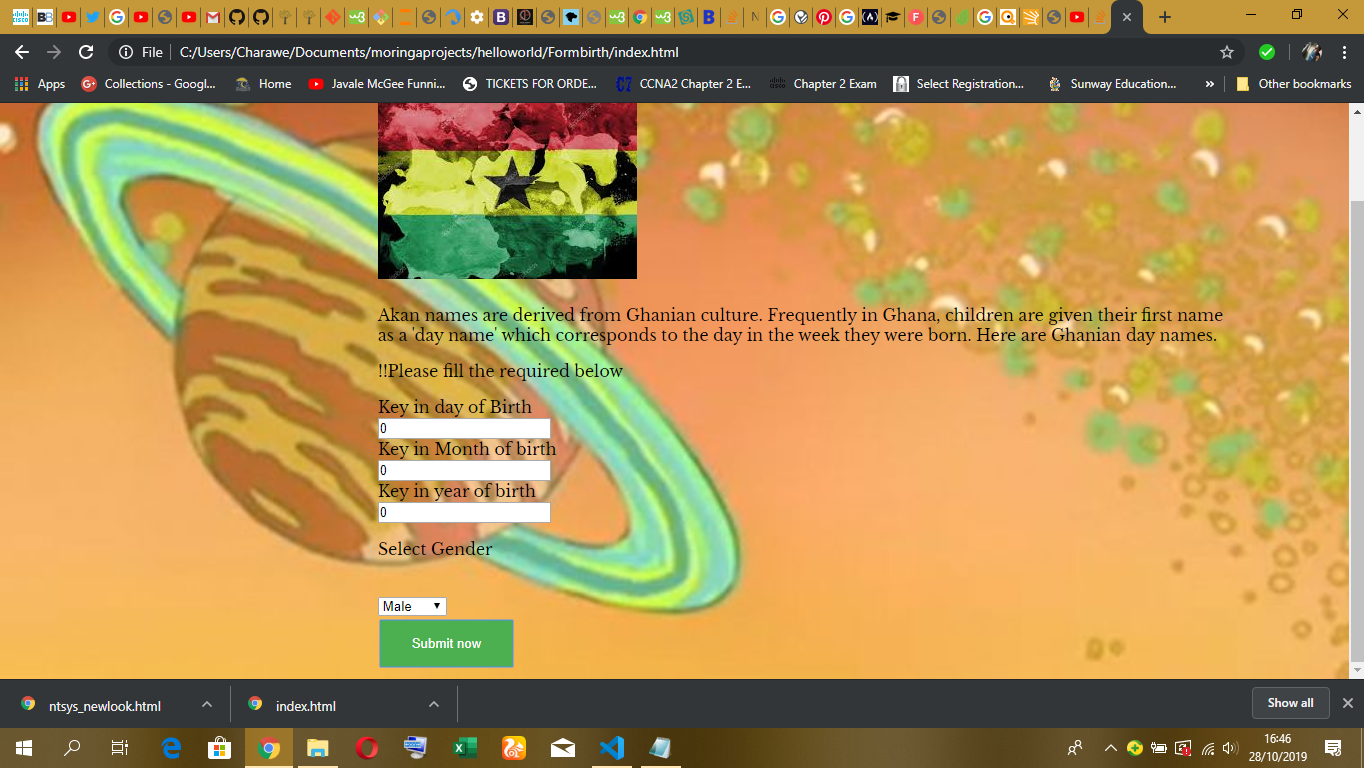 File
C:/Users/Charawe/Documents/moringaprojects/helloworld/Formbirth/index.html
Apps
Collections - Googl...
Home
Javale McGee Funni...
TICKETS FOR ORDE...
CCNA2 Chapter 2 E...
Chapter 2 Exam
Select Registration...
Sunway Education...
»
Other bookmarks
Akan names are derived from Ghanian culture. Frequently in Ghana, children are given their first name
as a 'day name' which corresponds to the day in the week they were born. Here are Ghanian day names.
!!Please fill the required below
Key in day of Birth
0
Key in Month of birth
0
Key in year of birth
0
Select Gender
Male
Submit now
ntsys_newlook.html
index.html
Show all
16:46
28/10/2019